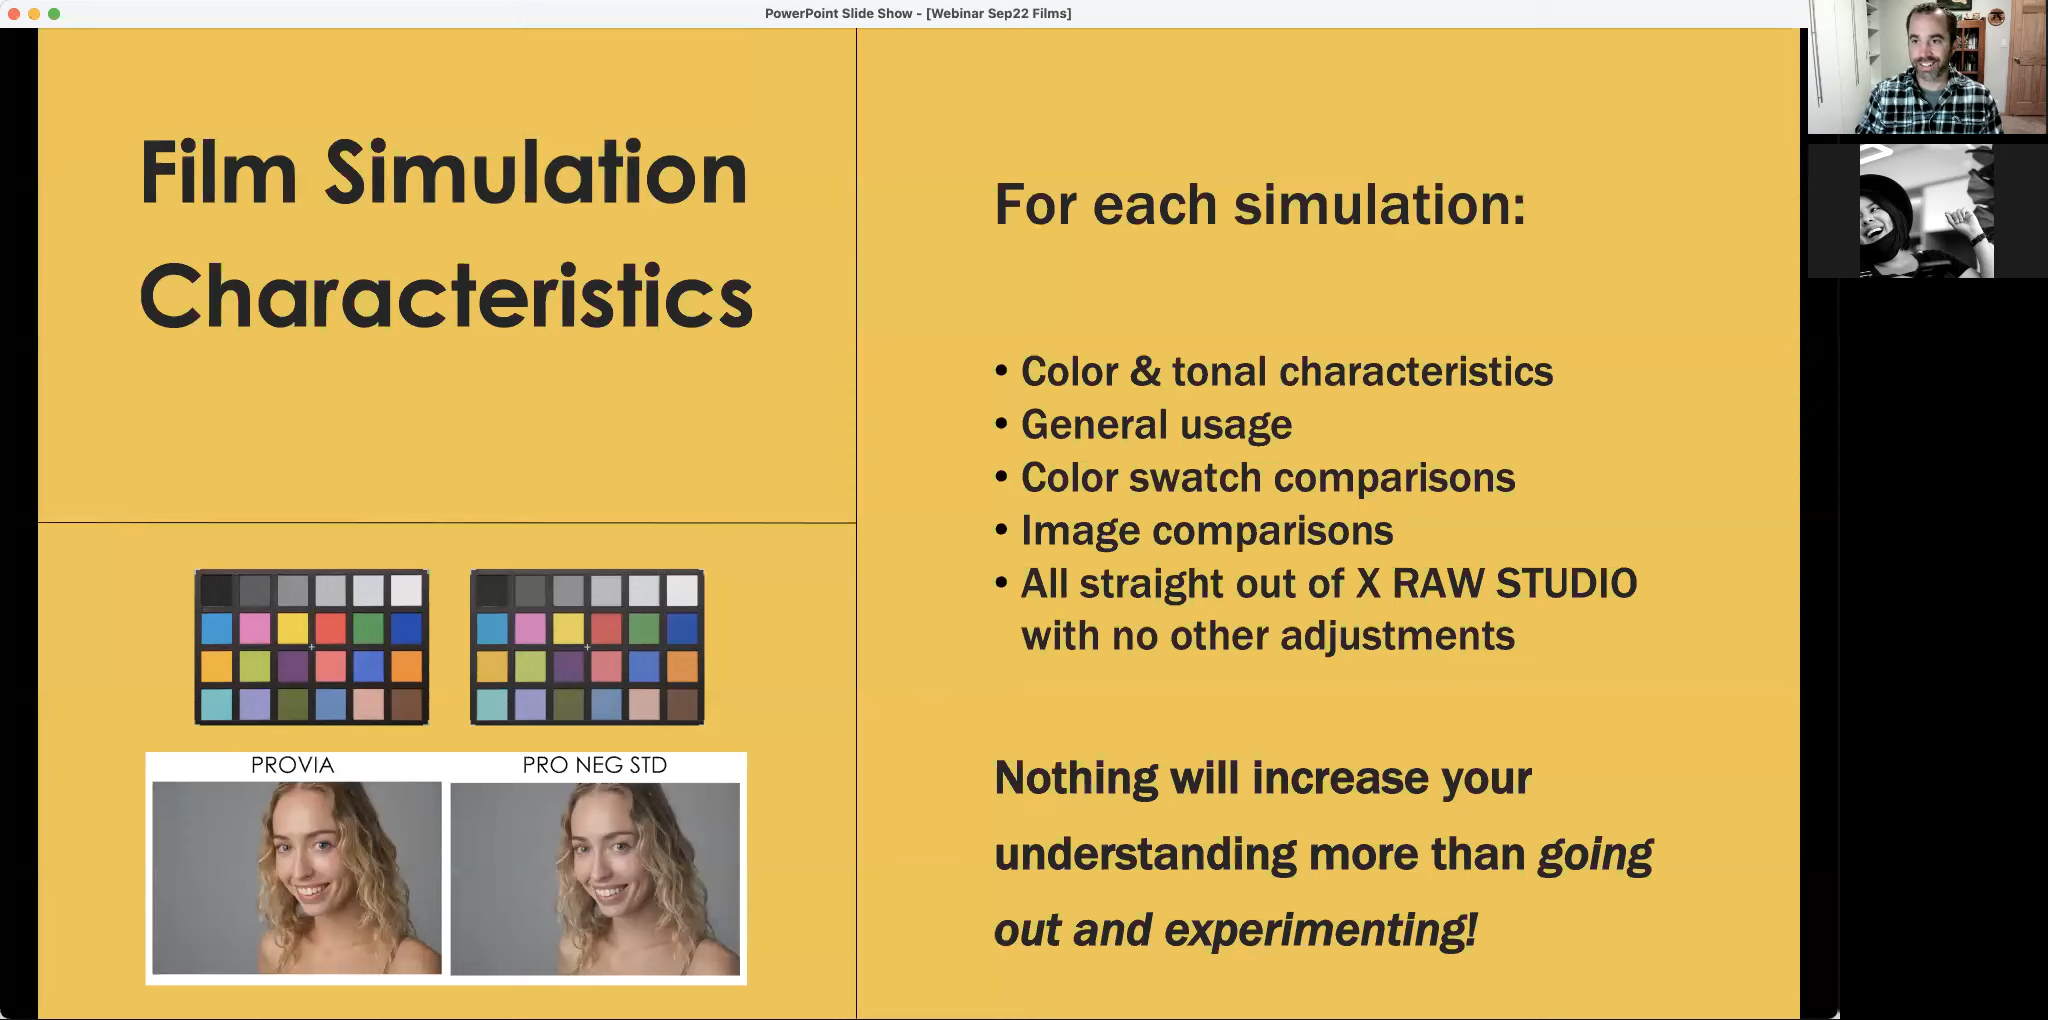 PowerPoint Slide Show - [Webinar Sep22 Films]
Film Simulation
Characteristics
PROVIA
PRO NEG STD
For each simulation:
• Color & tonal characteristics
• General usage
• Color swatch comparisons
• Image comparisons
• All straight out of X RAW STUDIO
with no other adjustments
Nothing will increase your
understanding more than going
out and experimenting!